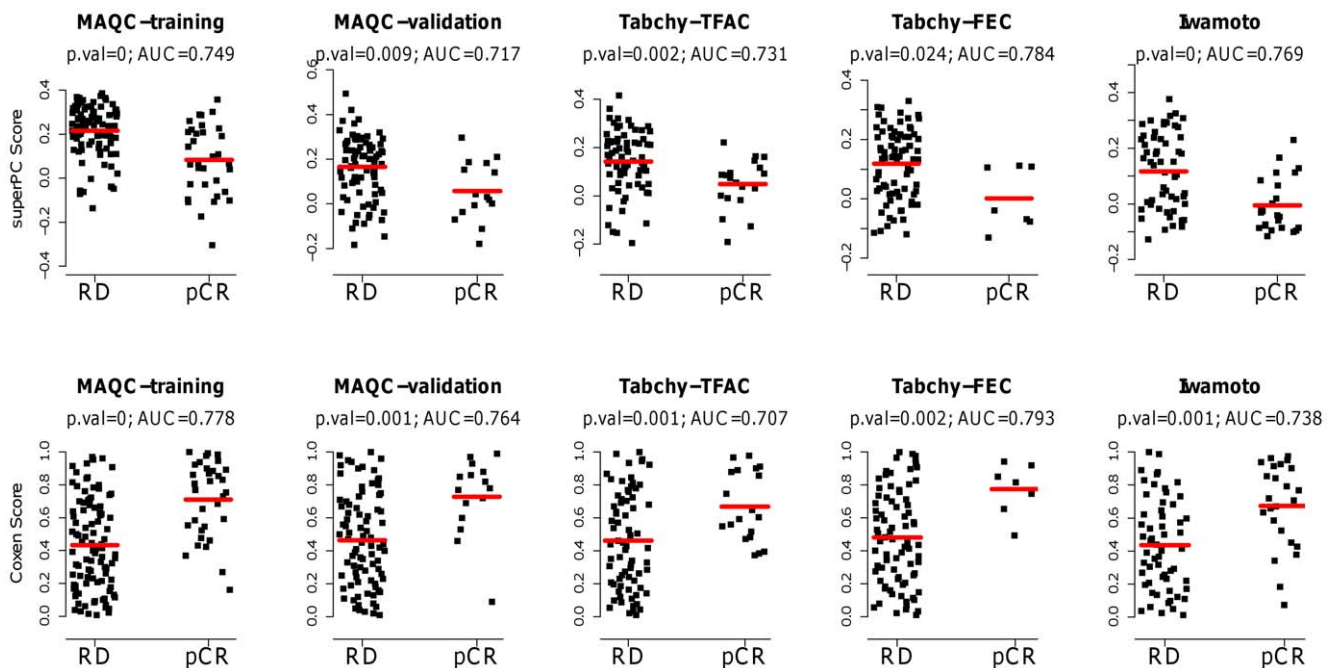 MAQC−training MAQC−validation Tabchy−TFAC Tabchy−FEC Iwamoto
p.val=0; AUC=0.749 p.val=0.009; AUC=0.717 p.val=0.002; AUC=0.731 p.val=0.024; AUC=0.784 p.val=0; AUC=0.769
superPC Score
0.4 0.2 0.0 −0.2 −0.4
0.6 0.4 0.2 0.0 −0.2
0.4 0.2 0.0 −0.2
0.4 0.2 0.0 −0.2
0.4 0.2 0.0 −0.2
RD pCR RD pCR RD pCR RD pCR RD pCR
MAQC−training MAQC−validation Tabchy−TFAC Tabchy−FEC Iwamoto
p.val=0; AUC=0.778 p.val=0.001; AUC=0.764 p.val=0.001; AUC=0.707 p.val=0.002; AUC=0.793 p.val=0.001; AUC=0.738
Coxen Score
1.0 0.8 0.6 0.4 0.2 0.0
1.0 0.8 0.6 0.4 0.2 0.0
1.0 0.8 0.6 0.4 0.2 0.0
1.0 0.8 0.6 0.4 0.2 0.0
1.0 0.8 0.6 0.4 0.2 0.0
RD pCR RD pCR RD pCR RD pCR RD pCR